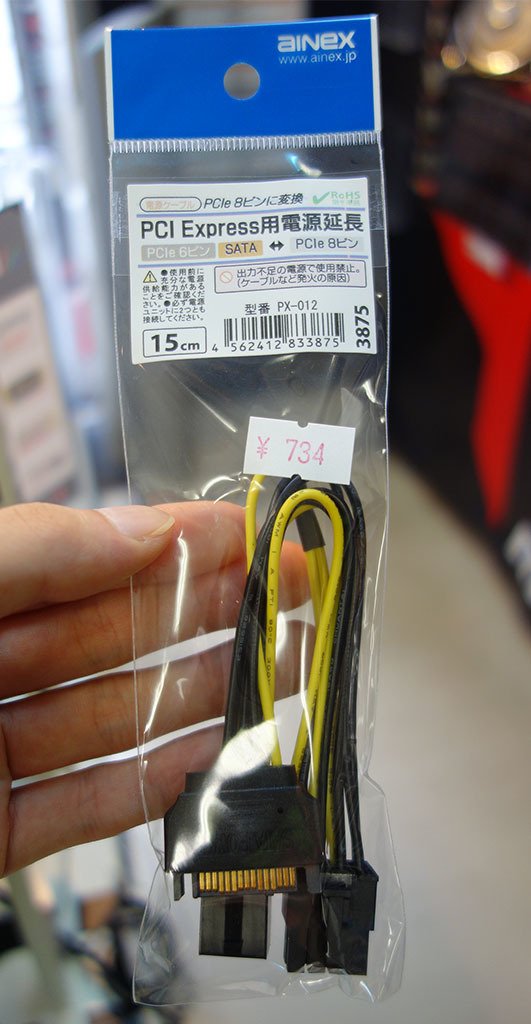 ainex
www.ainex.jp
電源ケーブル PCIe 8ピンに変換 RoHS
PCI Express用電源延長
PCIe 6ピン SATA ⇔ PCIe 8ピン
⚠ ●使用前に
充分な電源
供給能力がある
ことをご確認くだ
さい。●必ず電源
ユニットに2つとも
接続してください。
出力不足の電源で使用禁止。
(ケーブルなど発火の原因)
型番 PX-012
15cm
4 562412 833875
3875
¥ 734